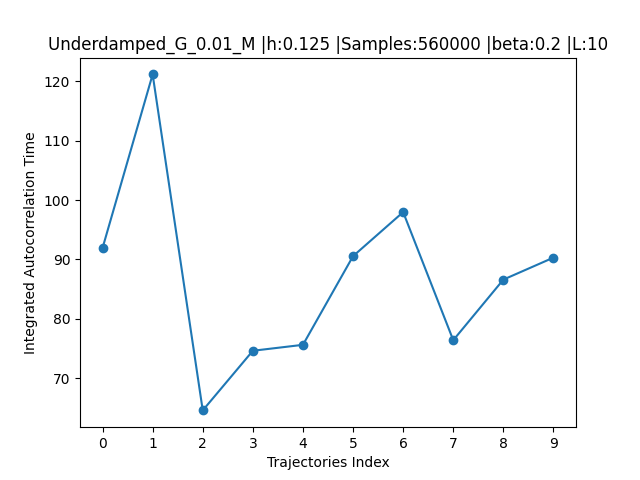 Underdamped_G_0.01_M |h:0.125 |Samples:560000 |beta:0.2 |L:10
120
110
100
90
80
70
Integrated Autocorrelation Time
0 1 2 3 4 5 6 7 8 9
Trajectories Index